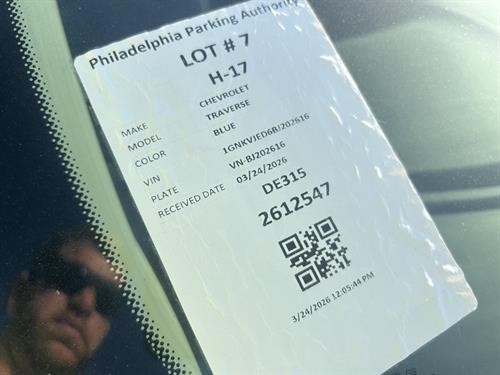 Philadelphia Parking Authority
LOT # 7
H-17
MAKE CHEVROLET
MODEL TRAVERSE
COLOR BLUE
VIN 1GNKVJED6BJ202616
PLATE VN-BJ202616
RECEIVED DATE 03/24/2026
DE315
2612547
3/24/2026 12:05:44 PM